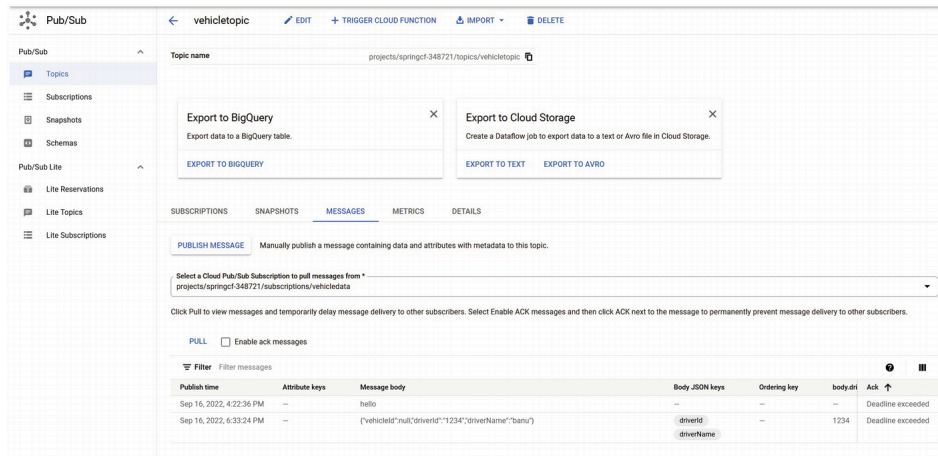 Pub/Sub
vehicletopic
EDIT
+ TRIGGER CLOUD FUNCTION
IMPORT
DELETE
Pub/Sub
Topics
Subscriptions
Snapshots
Schemas
Pub/Sub Lite
Lite Reservations
Lite Topics
Lite Subscriptions
Topic name projects/springcf-348721/topics/vehicletopic
Export to BigQuery
Export data to a BigQuery table.
EXPORT TO BIGQUERY
Export to Cloud Storage
Create a Dataflow job to export data to a text or Avro file in Cloud Storage.
EXPORT TO TEXT EXPORT TO AVRO
SUBSCRIPTIONS SNAPSHOTS MESSAGES METRICS DETAILS
PUBLISH MESSAGE Manually publish a message containing data and attributes with metadata to this topic.
Select a Cloud Pub/Sub Subscription to pull messages from *
projects/springcf-348721/subscriptions/vehicledata
Click Pull to view messages and temporarily delay message delivery to other subscribers. Select Enable ACK messages and then click ACK next to the message to permanently prevent message delivery to other subscribers.
PULL Enable ack messages
Filter Filter messages
Publish time Attribute keys Message body Body JSON keys Ordering key body.dri Ack
Sep 16, 2022, 4:22:36 PM — hello — — — Deadline exceeded
Sep 16, 2022, 6:33:24 PM — {"vehicleId":null,"driverId":"1234","driverName":"banu"} driverId — 1234 Deadline exceeded
driverName